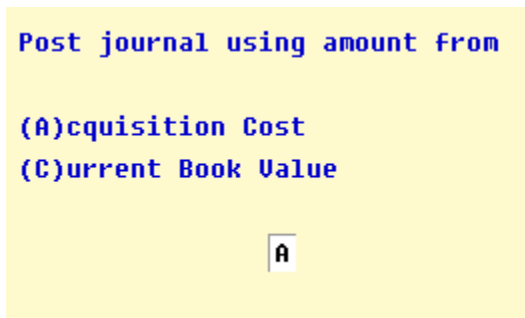 Post journal using amount from
(A)cquisition Cost
(C)urrent Book Value
A